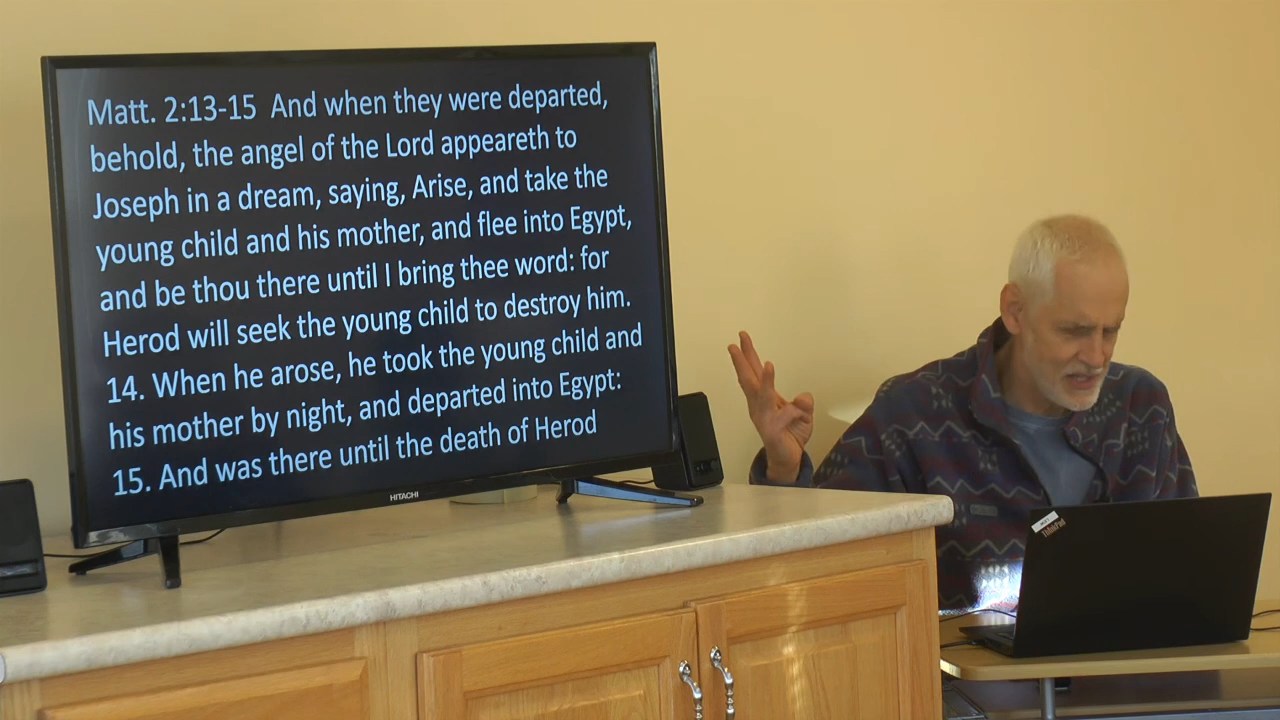 Matt. 2:13-15 And when they were departed,
behold, the angel of the Lord appeareth to
Joseph in a dream, saying, Arise, and take the
young child and his mother, and flee into Egypt,
and be thou there until I bring thee word: for
Herod will seek the young child to destroy him.
14. When he arose, he took the young child and
his mother by night, and departed into Egypt:
15. And was there until the death of Herod
HITACHI
ThinkPad